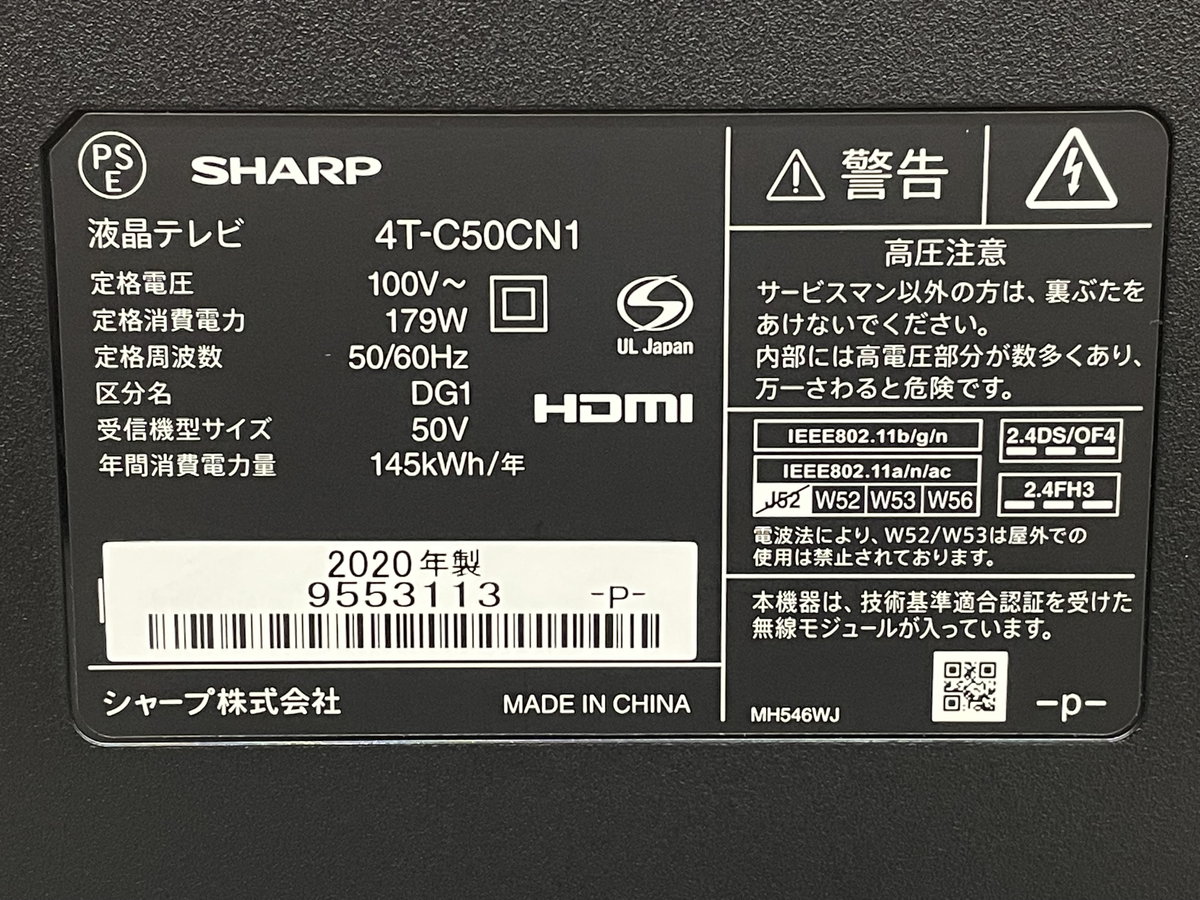 PSE
SHARP
液晶テレビ 4T-C50CN1
定格電圧 100V～
定格消費電力 179W
定格周波数 50/60Hz
区分名 DG1
受信機型サイズ 50V
年間消費電力量 145kWh/年
UL Japan
HDMI
2020年製
9553113 -P-
シャープ株式会社 MADE IN CHINA
警告
高圧注意
サービスマン以外の方は、裏ぶたを
あけないでください。
内部には高電圧部分が数多くあり、
万一さわると危険です。
IEEE802.11b/g/n
IEEE802.11a/n/ac
J52 W52 W53 W56
2.4DS/OF4
2.4FH3
電波法により、W52/W53は屋外での
使用は禁止されております。
本機器は、技術基準適合認証を受けた
無線モジュールが入っています。
MH546WJ -p-